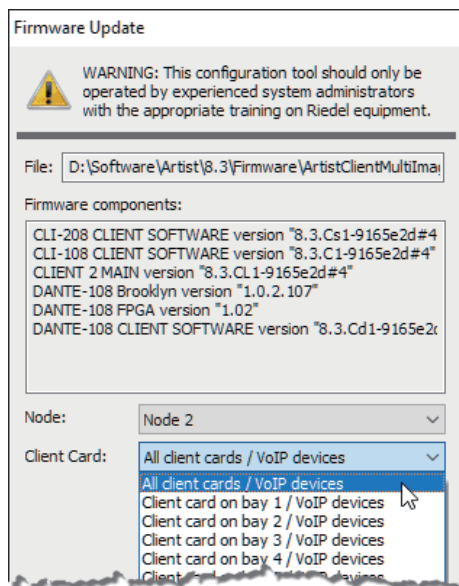 Firmware Update
WARNING: This configuration tool should only be
operated by experienced system administrators
with the appropriate training on Riedel equipment.
File: D:\Software\Artist\8.3\Firmware\ArtistClientMultiImag
Firmware components:
CLI-208 CLIENT SOFTWARE version "8.3.Cs1-9165e2d#4
CLI-108 CLIENT SOFTWARE version "8.3.C1-9165e2d#4"
CLIENT 2 MAIN version "8.3.CL1-9165e2d#4"
DANTE-108 Brooklyn version "1.0.2.107"
DANTE-108 FPGA version "1.02"
DANTE-108 CLIENT SOFTWARE version "8.3.Cd1-9165e2d
Node: Node 2
Client Card: All client cards / VoIP devices
All client cards / VoIP devices
Client card on bay 1 / VoIP devices
Client card on bay 2 / VoIP devices
Client card on bay 3 / VoIP devices
Client card on bay 4 / VoIP devices